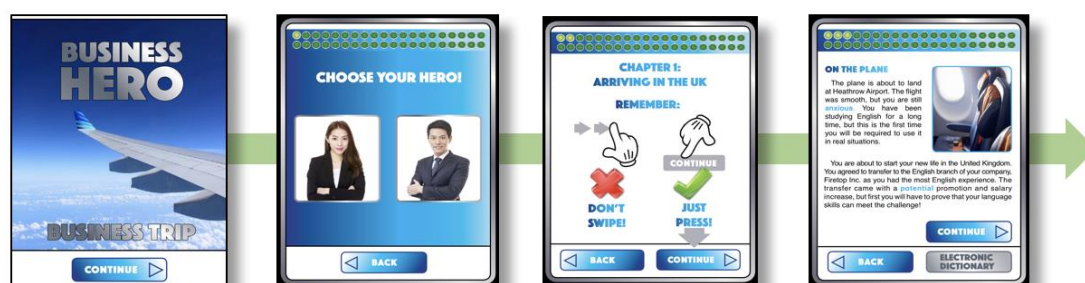 BUSINESS
HERO
BUSINESS TRIP
CONTINUE
CHOOSE YOUR HERO!
BACK
CHAPTER 1:
ARRIVING IN THE UK
REMEMBER:
CONTINUE
DON'T
SWIPE!
JUST
PRESS!
BACK
CONTINUE
ON THE PLANE
The plane is about to land
at Heathrow Airport. The flight
was smooth, but you are still
anxious. You have been
studying English for a long
time, but this is the first time
you will be required to use it
in real situations.
You are about to start your new life in the United Kingdom.
You agreed to transfer to the English branch of your company,
Firetop Inc. as you had the most English experience. The
transfer came with a potential promotion and salary
increase, but first you will have to prove that your language
skills can meet the challenge!
CONTINUE
BACK
ELECTRONIC
DICTIONARY